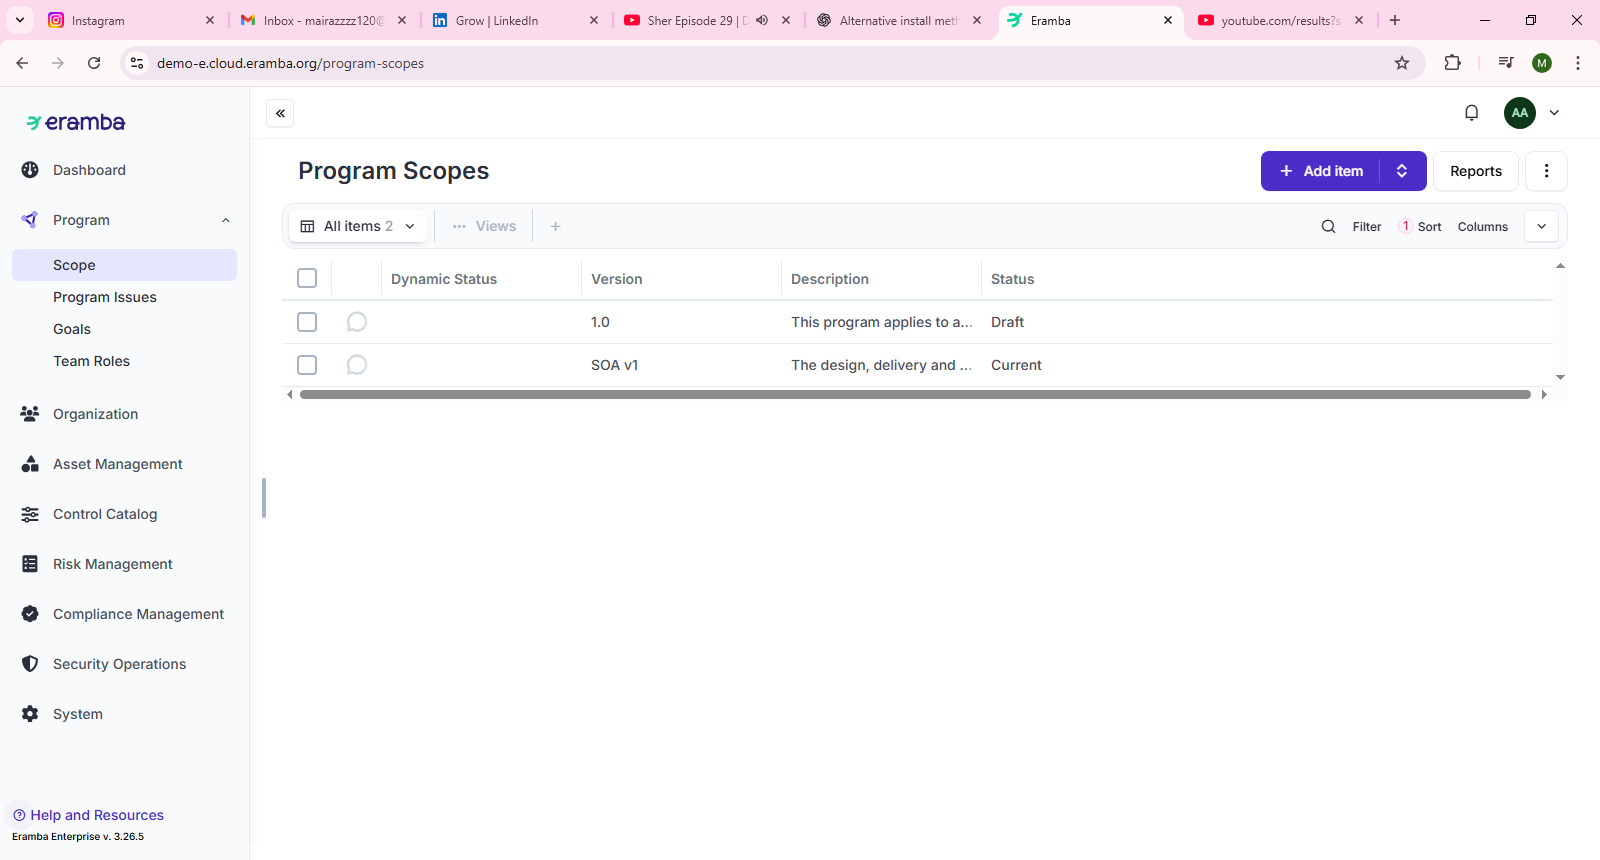 Instagram
Inbox - mairazzzz120@
Grow | LinkedIn
Sher Episode 29 | D
Alternative install meth
Eramba
youtube.com/results?s
demo-e.cloud.eramba.org/program-scopes
M
eramba
AA
Dashboard
Program
Scope
Program Issues
Goals
Team Roles
Organization
Asset Management
Control Catalog
Risk Management
Compliance Management
Security Operations
System
Help and Resources
Eramba Enterprise v. 3.26.5
Program Scopes
Add item
Reports
All items 2
Views
Filter
1 Sort
Columns
Dynamic Status Version Description Status
1.0 This program applies to a... Draft
SOA v1 The design, delivery and ... Current